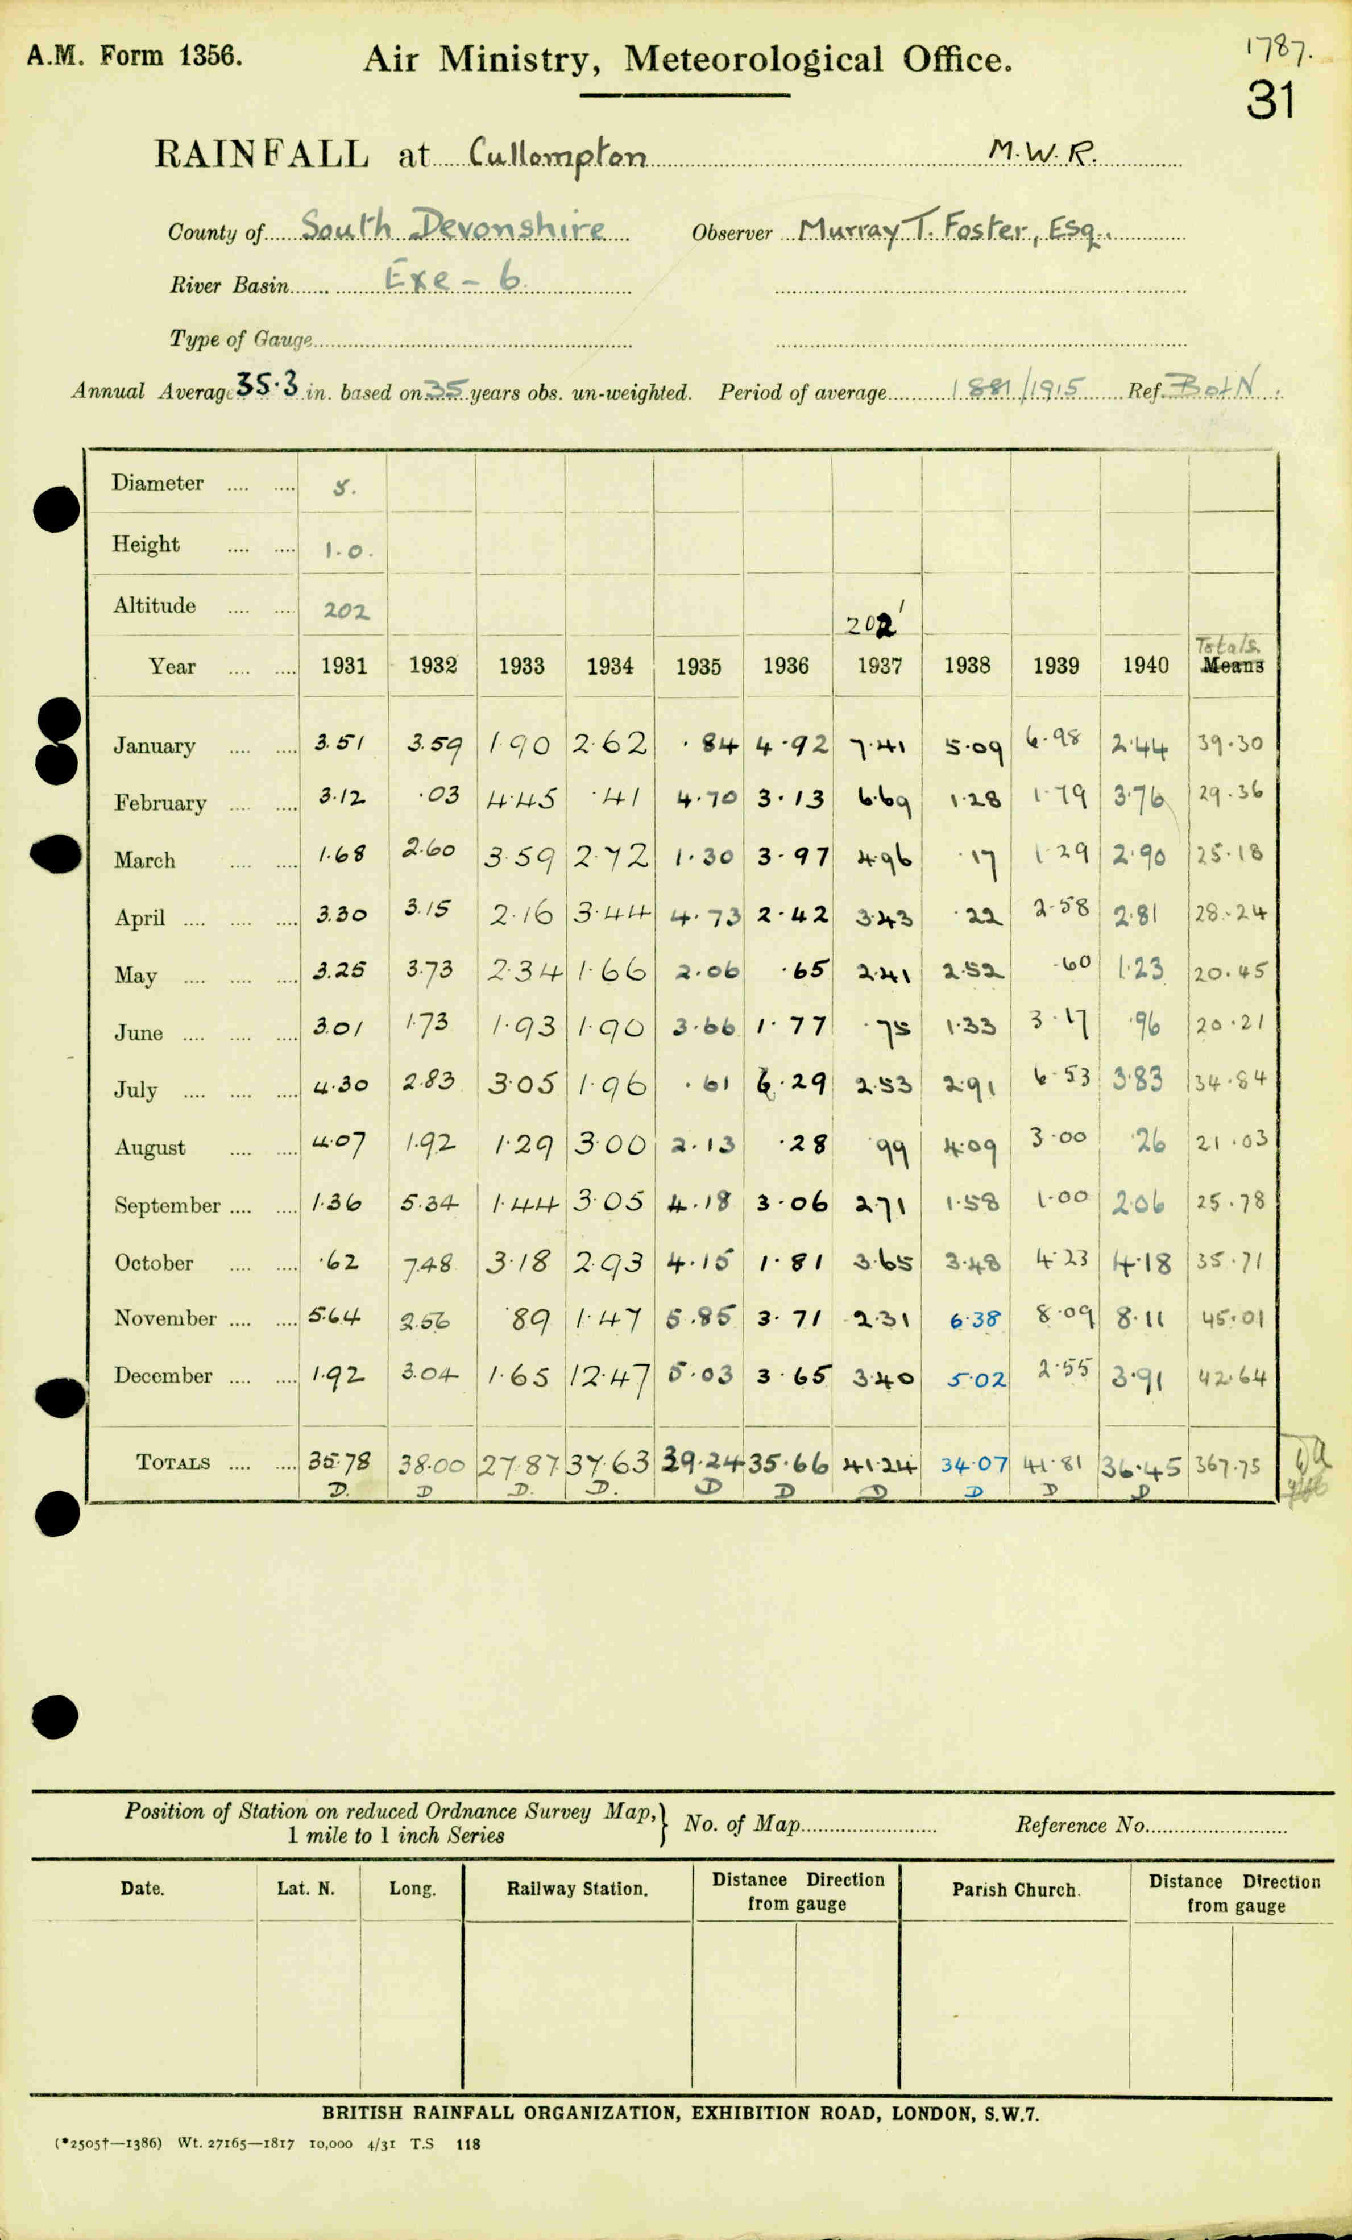 1787.
A.M. Form 1356. Air Ministry, Meteorological Office.
31
RAINFALL at Cullompton M.W.R.
County of South Devonshire Observer Murray T. Foster, Esq.
River Basin Exe - 6
Type of Gauge
Annual Average 35.3 in. based on 35 years obs. un-weighted. Period of average 1881/1915 Ref. BotN.
Diameter .... .... 5.
Height .... .... 1.0.
Altitude .... .... 202 202'
Totals.
Year .... .... 1931 1932 1933 1934 1935 1936 1937 1938 1939 1940 Means
January .... .... 3.51 3.59 1.90 2.62 .84 4.92 7.41 5.09 6.98 2.44 39.30
February .... .... 3.12 .03 4.45 .41 4.70 3.13 6.69 1.28 1.79 3.76 29.36
March .... .... 1.68 2.60 3.59 2.72 1.30 3.97 4.96 .17 1.29 2.90 25.18
April .... .... .... 3.30 3.15 2.16 3.44 4.73 2.42 3.43 .22 2.58 2.81 28.24
May .... .... .... 3.25 3.73 2.34 1.66 2.06 .65 2.41 2.52 .60 1.23 20.45
June .... .... .... 3.01 1.73 1.93 1.90 3.66 1.77 .75 1.33 3.17 .96 20.21
July .... .... .... 4.30 2.83 3.05 1.96 .61 6.29 2.53 2.91 6.53 3.83 34.84
August .... .... 4.07 1.92 1.29 3.00 2.13 .28 .99 4.09 3.00 .26 21.03
September .... .... 1.36 5.34 1.44 3.05 4.18 3.06 2.71 1.58 1.00 2.06 25.78
October .... .... .62 7.48 3.18 2.93 4.15 1.81 3.65 3.48 4.23 4.18 35.71
November .... .... 5.64 2.56 .89 1.47 5.85 3.71 2.31 6.38 8.09 8.11 45.01
December .... .... 1.92 3.04 1.65 12.47 5.03 3.65 3.40 5.02 2.55 3.91 42.64
TOTALS .... .... 35.78 38.00 27.87 37.63 39.24 35.66 41.24 34.07 41.81 36.45 367.75
D. D D. D. D D D D D D
Position of Station on reduced Ordnance Survey Map,} No. of Map Reference No.
1 mile to 1 inch Series
Date. Lat. N. Long. Railway Station. Distance Direction from gauge Parish Church. Distance Direction from gauge
BRITISH RAINFALL ORGANIZATION, EXHIBITION ROAD, LONDON, S.W.7.
(*2505†—1386) Wt. 27165—1817 10,000 4/31 T.S 118